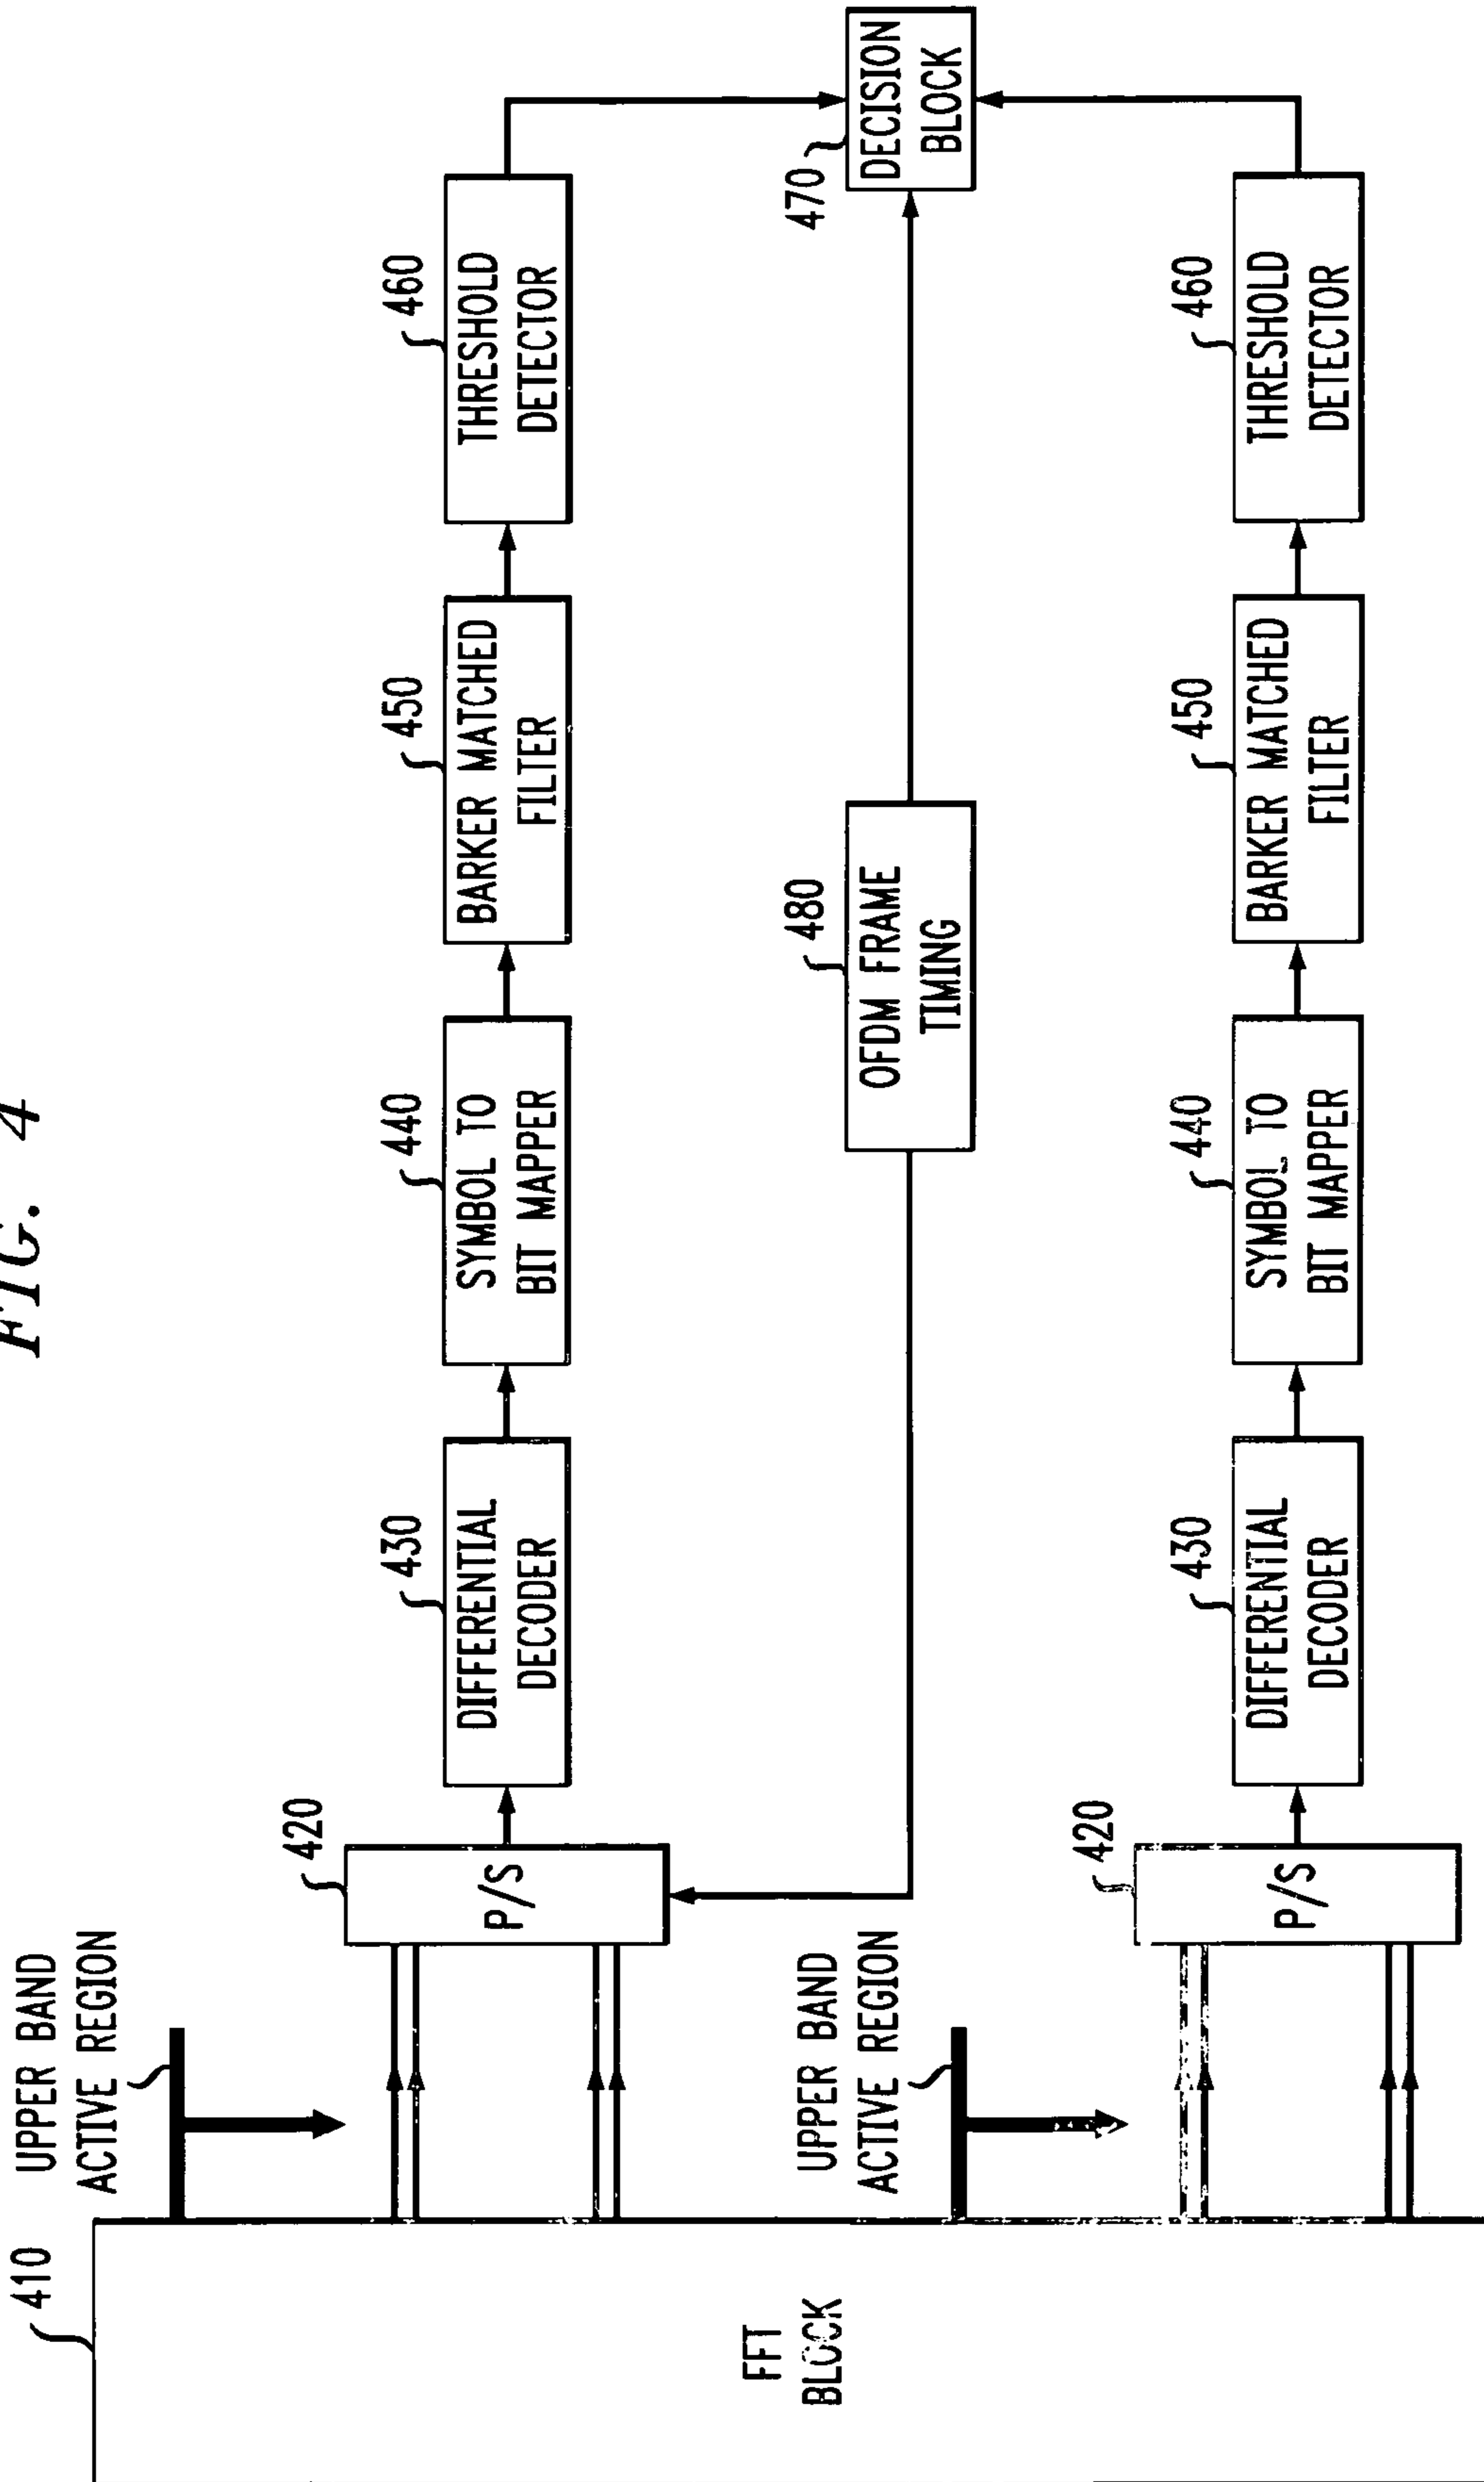 FIG. 4
410
FFT
BLOCK
UPPER BAND
ACTIVE REGION
420
P/S
430
DIFFERENTIAL
DECODER
440
SYMBOL TO
BIT MAPPER
450
BARKER MATCHED
FILTER
460
THRESHOLD
DETECTOR
470
DECISION
BLOCK
480
OFDM FRAME
TIMING
UPPER BAND
ACTIVE REGION
420
P/S
430
DIFFERENTIAL
DECODER
440
SYMBOL TO
BIT MAPPER
450
BARKER MATCHED
FILTER
460
THRESHOLD
DETECTOR